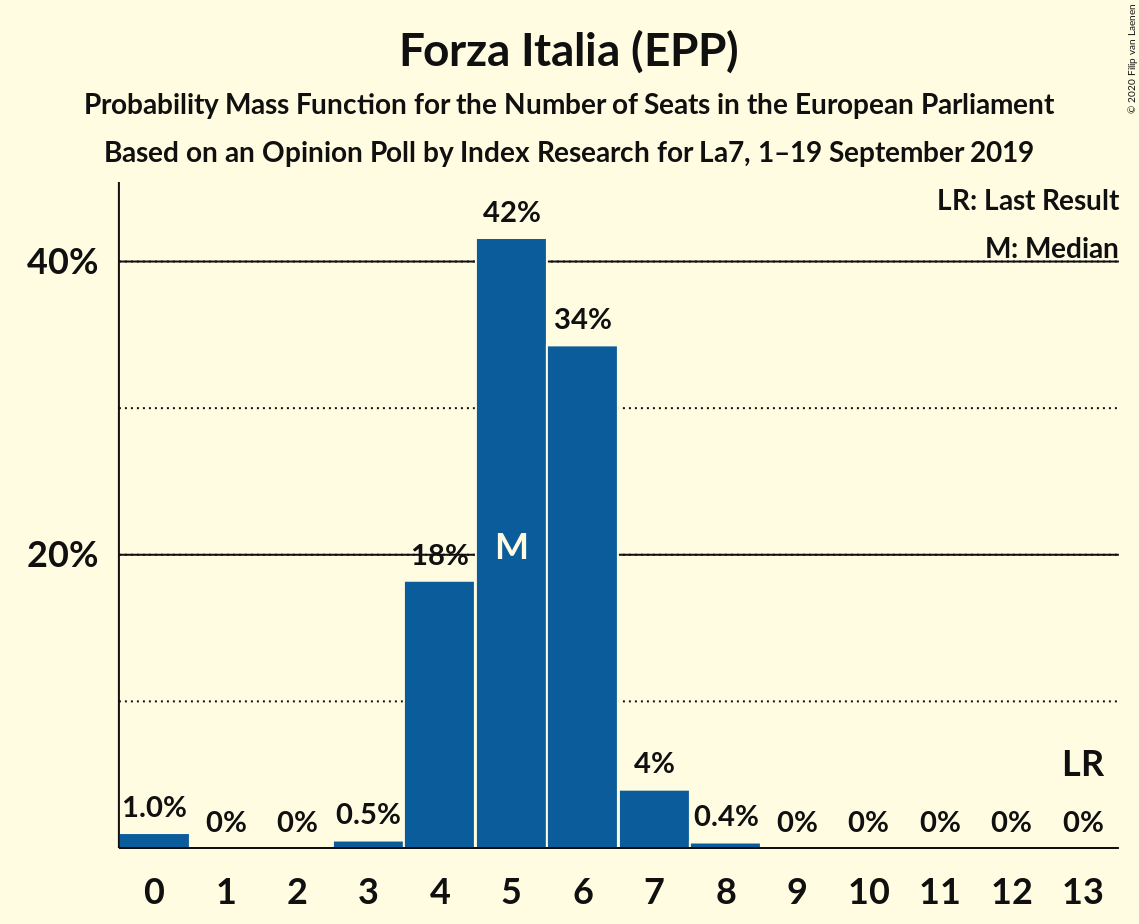 Forza Italia (EPP)
Probability Mass Function for the Number of Seats in the European Parliament
Based on an Opinion Poll by Index Research for La7, 1–19 September 2019
© 2020 Filip van Laenen
LR: Last Result
M: Median
40%
20%
42%
34%
18%
M
4%
LR
1.0%
0%
0%
0.5%
0.4%
0%
0%
0%
0%
0%
0 1 2 3 4 5 6 7 8 9 10 11 12 13